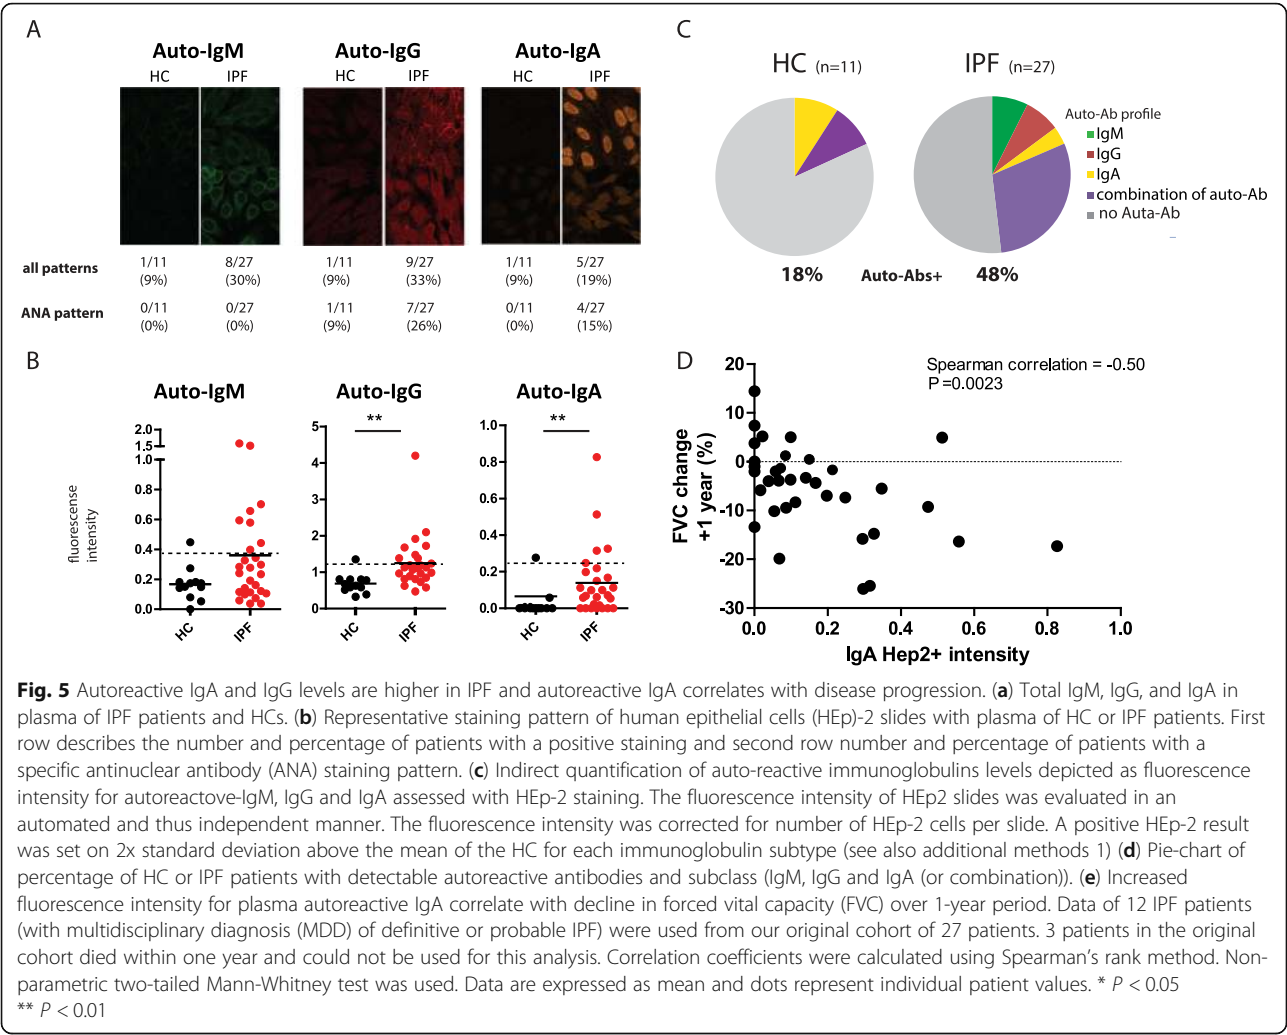 A
Auto-IgM Auto-IgG Auto-IgA
HC IPF HC IPF HC IPF
all patterns 1/11 8/27 1/11 9/27 1/11 5/27
(9%) (30%) (9%) (33%) (9%) (19%)
ANA pattern 0/11 0/27 1/11 7/27 0/11 4/27
(0%) (0%) (9%) (26%) (0%) (15%)
C
HC (n=11) IPF (n=27)
Auto-Ab profile
IgM
IgG
IgA
combination of auto-Ab
no Auta-Ab
18% Auto-Abs+ 48%
B
Auto-IgM Auto-IgG Auto-IgA
fluorescense
intensity
2.0
1.5
1.0
0.8
0.6
0.4
0.2
0.0
HC IPF
**
5
4
3
2
1
0
HC IPF
**
1.0
0.8
0.6
0.4
0.2
0.0
HC IPF
D
Spearman correlation = -0.50
P=0.0023
FVC change
+1 year (%)
20
10
0
-10
-20
-30
0.0 0.2 0.4 0.6 0.8 1.0
IgA Hep2+ intensity
Fig. 5 Autoreactive IgA and IgG levels are higher in IPF and autoreactive IgA correlates with disease progression. (a) Total IgM, IgG, and IgA in
plasma of IPF patients and HCs. (b) Representative staining pattern of human epithelial cells (HEp)-2 slides with plasma of HC or IPF patients. First
row describes the number and percentage of patients with a positive staining and second row number and percentage of patients with a
specific antinuclear antibody (ANA) staining pattern. (c) Indirect quantification of auto-reactive immunoglobulins levels depicted as fluorescence
intensity for autoreactove-IgM, IgG and IgA assessed with HEp-2 staining. The fluorescence intensity of HEp2 slides was evaluated in an
automated and thus independent manner. The fluorescence intensity was corrected for number of HEp-2 cells per slide. A positive HEp-2 result
was set on 2x standard deviation above the mean of the HC for each immunoglobulin subtype (see also additional methods 1) (d) Pie-chart of
percentage of HC or IPF patients with detectable autoreactive antibodies and subclass (IgM, IgG and IgA (or combination)). (e) Increased
fluorescence intensity for plasma autoreactive IgA correlate with decline in forced vital capacity (FVC) over 1-year period. Data of 12 IPF patients
(with multidisciplinary diagnosis (MDD) of definitive or probable IPF) were used from our original cohort of 27 patients. 3 patients in the original
cohort died within one year and could not be used for this analysis. Correlation coefficients were calculated using Spearman's rank method. Non-
parametric two-tailed Mann-Whitney test was used. Data are expressed as mean and dots represent individual patient values. * P < 0.05
** P < 0.01